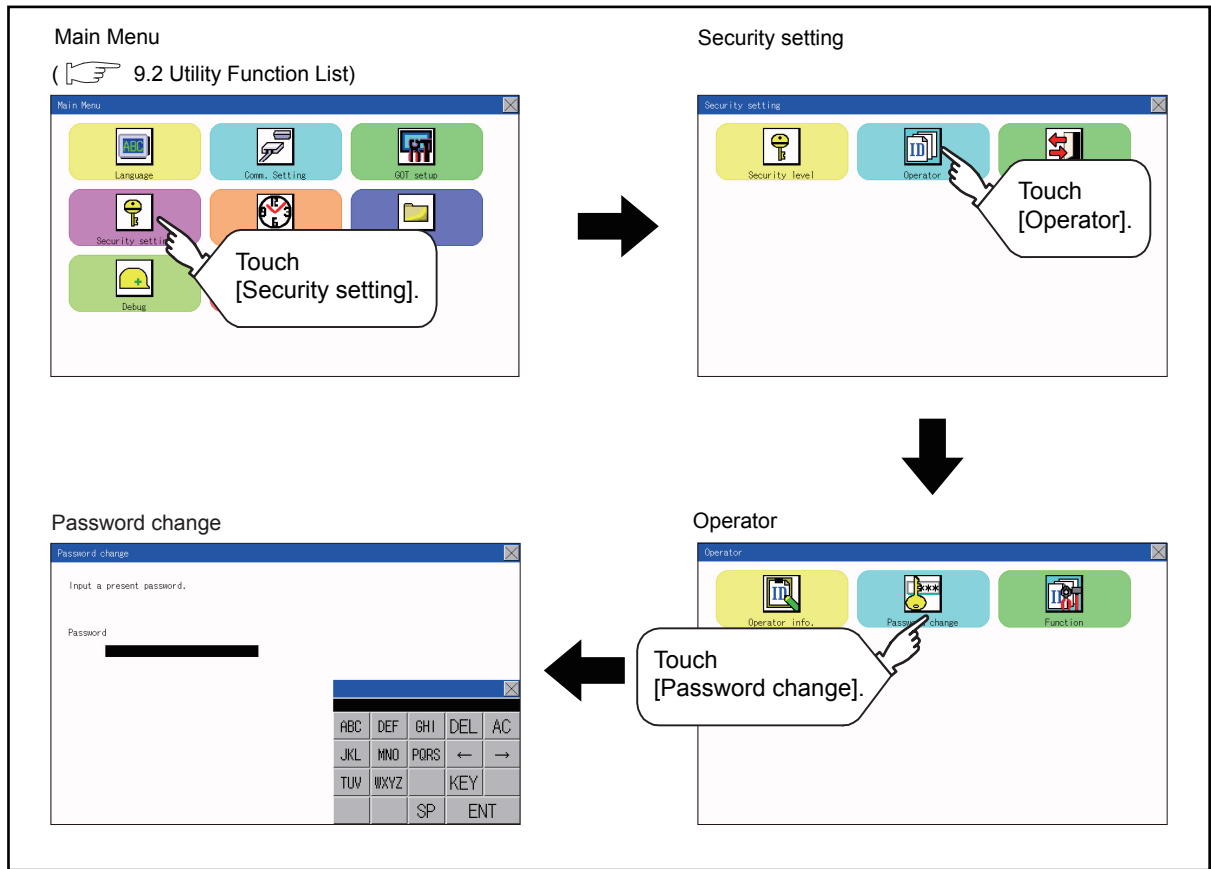 Main Menu
( 9.2 Utility Function List)
Main Menu
Language
Comm. Setting
GOT setup
Security setting
Debug
Touch
[Security setting].
Security setting
Security setting
Security level
Operator
Touch
[Operator].
Operator
Operator
Operator info.
Password change
Function
Touch
[Password change].
Password change
Password change
Input a present password.
Password
ABC DEF GHI DEL AC
JKL MNO PQRS ← →
TUV WXYZ KEY
SP ENT